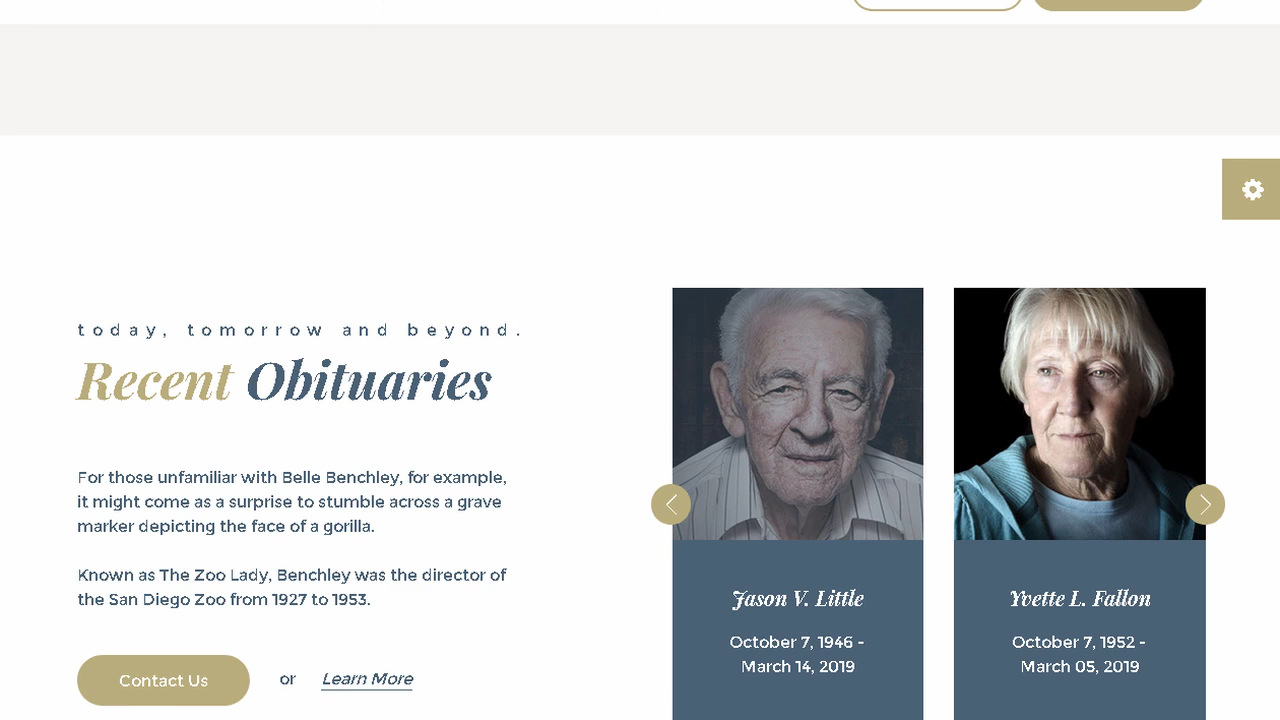 today, tomorrow and beyond.
Recent Obituaries
For those unfamiliar with Belle Benchley, for example,
it might come as a surprise to stumble across a grave
marker depicting the face of a gorilla.
Known as The Zoo Lady, Benchley was the director of
the San Diego Zoo from 1927 to 1953.
Contact Us
or
Learn More
Jason V. Little
October 7, 1946 -
March 14, 2019
Yvette L. Fallon
October 7, 1952 -
March 05, 2019